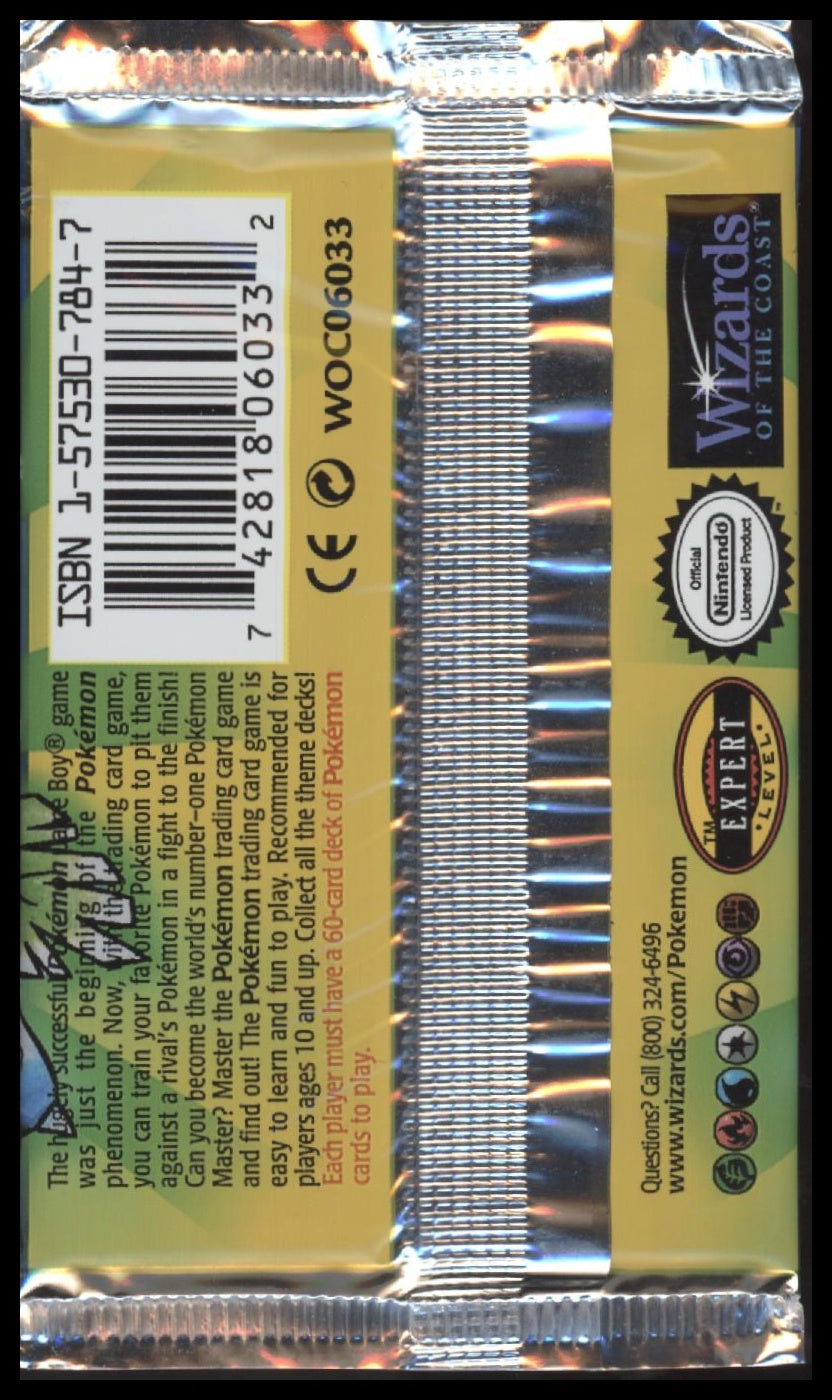 The hugely successful Pokémon Game Boy® game
was just the beginning of the Pokémon
phenomenon. Now, with the trading card game,
you can train your favorite Pokémon to pit them
against a rival's Pokémon in a fight to the finish!
Can you become the world's number-one Pokémon
Master? Master the Pokémon trading card game
and find out! The Pokémon trading card game is
easy to learn and fun to play. Recommended for
players ages 10 and up. Collect all the theme decks!
Each player must have a 60-card deck of Pokémon
cards to play.
ISBN 1-57530-784-7
7 42818 06033 2
CE WOC06033
Questions? Call (800) 324-6496
www.wizards.com/Pokemon
EXPERT
LEVEL
TM
Official
Nintendo
Licensed Product
TM
Wizards
OF THE COAST®